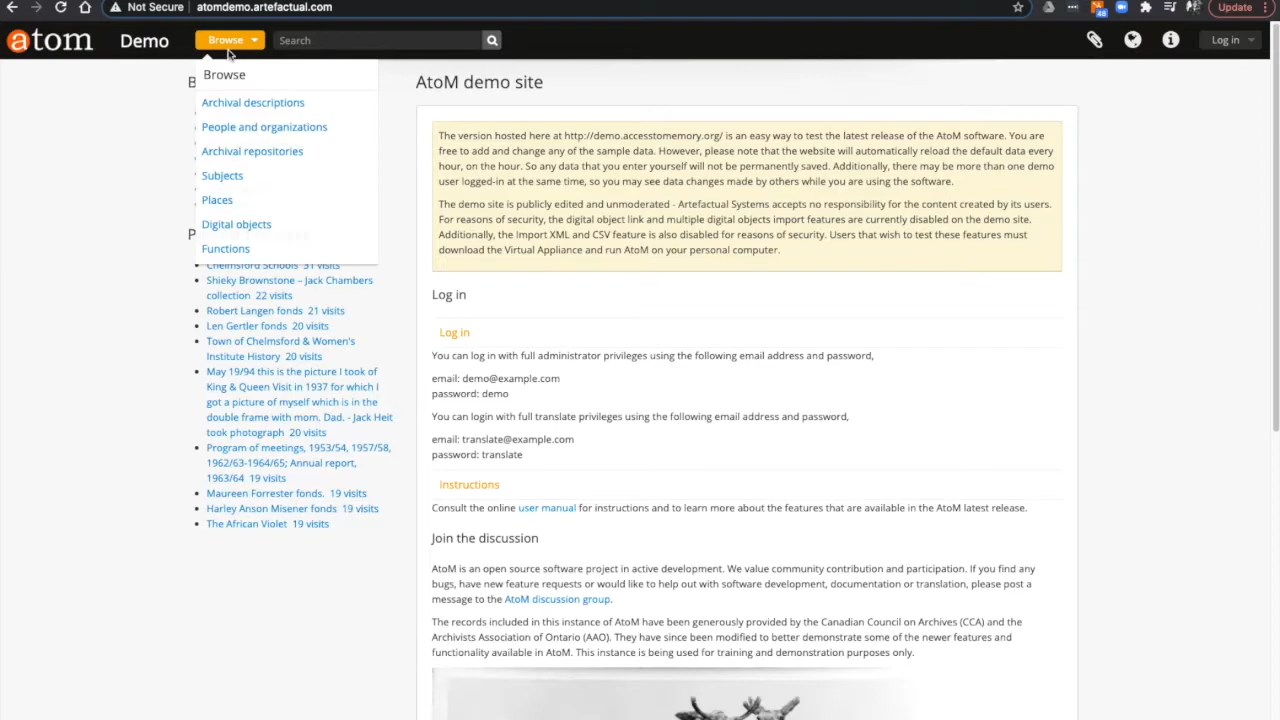 Not Secure | atomdemo.artefactual.com
Update
atom Demo Browse Search Log in
Browse
Archival descriptions
People and organizations
Archival repositories
Subjects
Places
Digital objects
Functions
Chelmsford Schools 31 visits
Shieky Brownstone – Jack Chambers
collection 22 visits
Robert Langen fonds 21 visits
Len Gertler fonds 20 visits
Town of Chelmsford & Women's
Institute History 20 visits
May 19/94 this is the picture I took of
King & Queen Visit in 1937 for which I
got a picture of myself which is in the
double frame with mom. Dad. - Jack Heit
took photograph 20 visits
Program of meetings, 1953/54, 1957/58,
1962/63-1964/65; Annual report,
1963/64 19 visits
Maureen Forrester fonds. 19 visits
Harley Anson Misener fonds 19 visits
The African Violet 19 visits
AtoM demo site
The version hosted here at http://demo.accesstomemory.org/ is an easy way to test the latest release of the AtoM software. You are
free to add and change any of the sample data. However, please note that the website will automatically reload the default data every
hour, on the hour. So any data that you enter yourself will not be permanently saved. Additionally, there may be more than one demo
user logged-in at the same time, so you may see data changes made by others while you are using the software.
The demo site is publicly edited and unmoderated - Artefactual Systems accepts no responsibility for the content created by its users.
For reasons of security, the digital object link and multiple digital objects import features are currently disabled on the demo site.
Additionally, the Import XML and CSV feature is also disabled for reasons of security. Users that wish to test these features must
download the Virtual Appliance and run AtoM on your personal computer.
Log in
Log in
You can log in with full administrator privileges using the following email address and password,
email: demo@example.com
password: demo
You can login with full translate privileges using the following email address and password,
email: translate@example.com
password: translate
Instructions
Consult the online user manual for instructions and to learn more about the features that are available in the AtoM latest release.
Join the discussion
AtoM is an open source software project in active development. We value community contribution and participation. If you find any
bugs, have new feature requests or would like to help out with software development, documentation or translation, please post a
message to the AtoM discussion group.
The records included in this instance of AtoM have been generously provided by the Canadian Council on Archives (CCA) and the
Archivists Association of Ontario (AAO). They have since been modified to better demonstrate some of the newer features and
functionality available in AtoM. This instance is being used for training and demonstration purposes only.